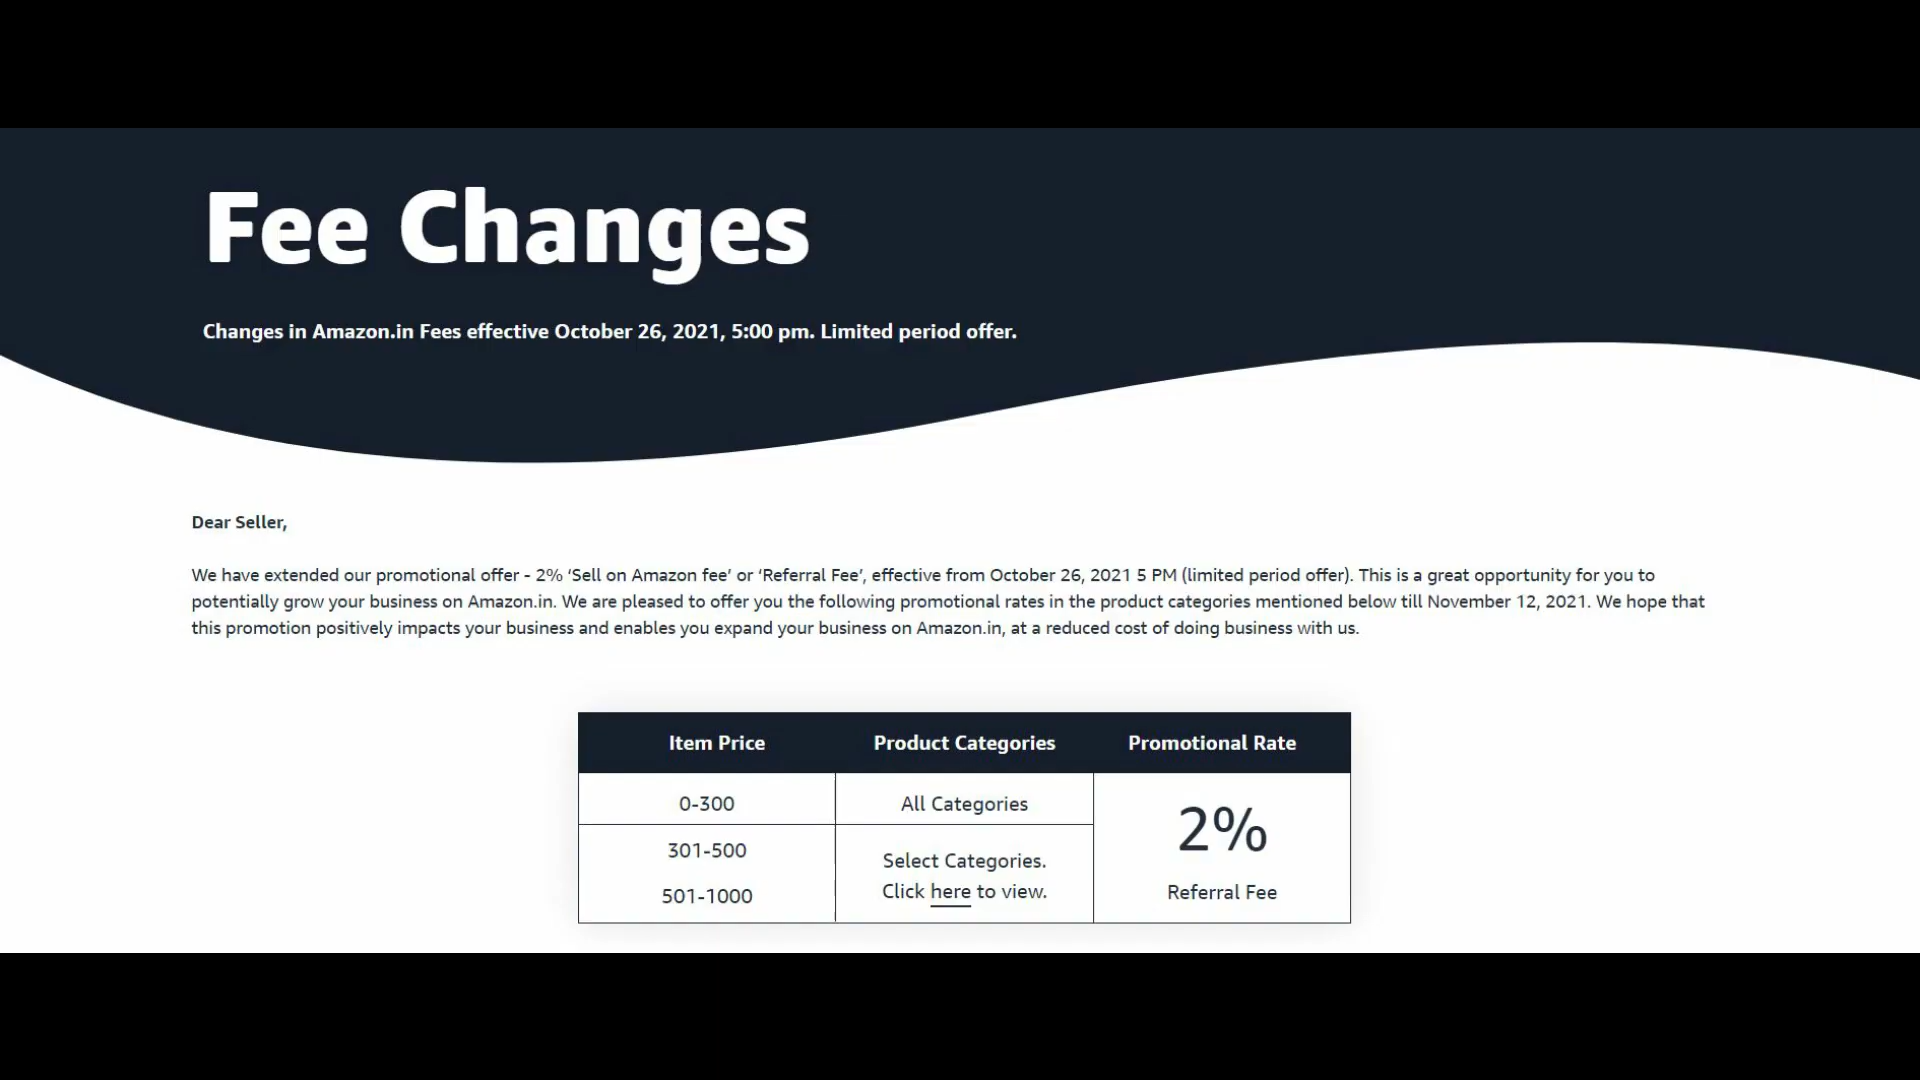 Fee Changes
Changes in Amazon.in Fees effective October 26, 2021, 5:00 pm. Limited period offer.
Dear Seller,
We have extended our promotional offer - 2% ‘Sell on Amazon fee’ or ‘Referral Fee’, effective from October 26, 2021 5 PM (limited period offer). This is a great opportunity for you to
potentially grow your business on Amazon.in. We are pleased to offer you the following promotional rates in the product categories mentioned below till November 12, 2021. We hope that
this promotion positively impacts your business and enables you expand your business on Amazon.in, at a reduced cost of doing business with us.
Item Price Product Categories Promotional Rate
0-300 All Categories
301-500
501-1000
Select Categories.
Click here to view.
2%
Referral Fee